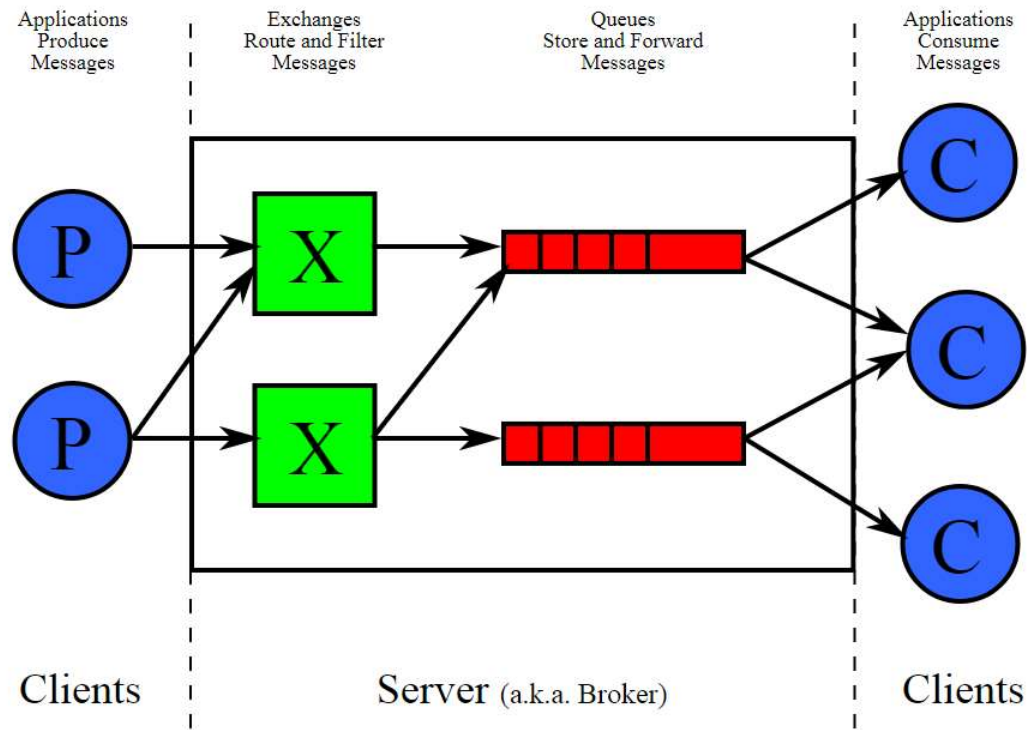 Applications
Produce
Messages
Exchanges
Route and Filter
Messages
Queues
Store and Forward
Messages
Applications
Consume
Messages
P
X
C
P
X
C
C
Clients
Server (a.k.a. Broker)
Clients